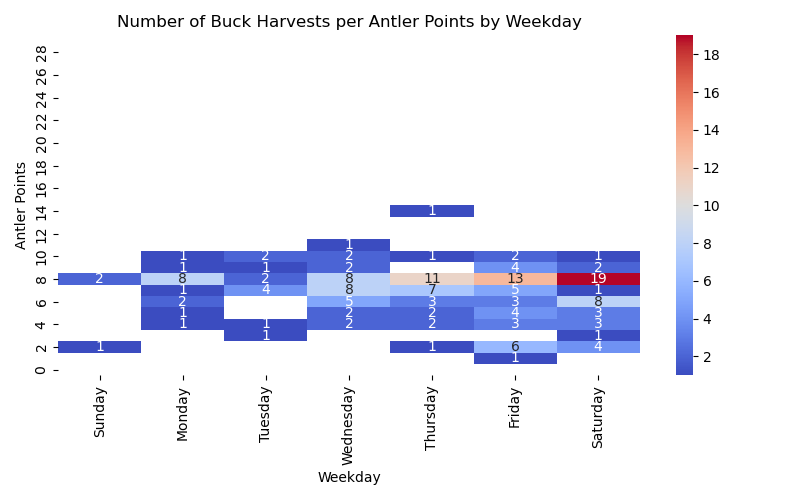 Number of Buck Harvests per Antler Points by Weekday
28
26
24
22
20
18
16
14
12
10
8
6
4
2
0
Antler Points
1
1
1 2 2 1 2 1
1 1 2 4 2
2 8 2 8 11 13 19
1 4 8 7 5 1
2 5 3 3 8
1 2 2 4 3
1 1 2 2 3 3
1 1
1 1 6 4
1
Sunday Monday Tuesday Wednesday Thursday Friday Saturday
Weekday
18
16
14
12
10
8
6
4
2